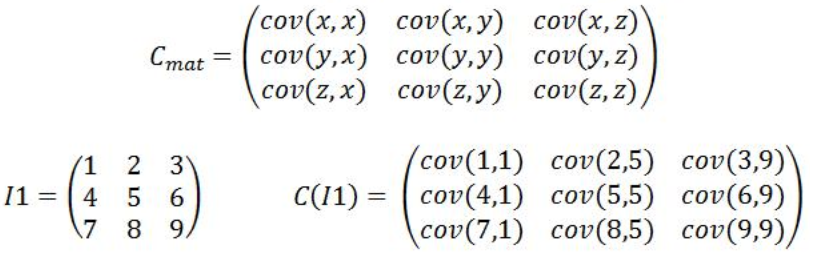 C_mat = (cov(x,x) cov(x,y) cov(x,z)
cov(y,x) cov(y,y) cov(y,z)
cov(z,x) cov(z,y) cov(z,z))
I1 = (1 2 3
4 5 6
7 8 9)
C(I1) = (cov(1,1) cov(2,5) cov(3,9)
cov(4,1) cov(5,5) cov(6,9)
cov(7,1) cov(8,5) cov(9,9))